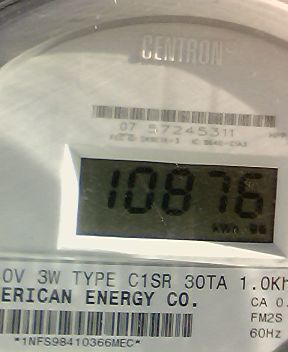 CENTRON
07 57245311
10876
KWH
0V 3W TYPE C1SR 30TA 1.0Kh
ERICAN ENERGY CO.
CA 0.
FM2S
60Hz
*1NFS98410366MEC*